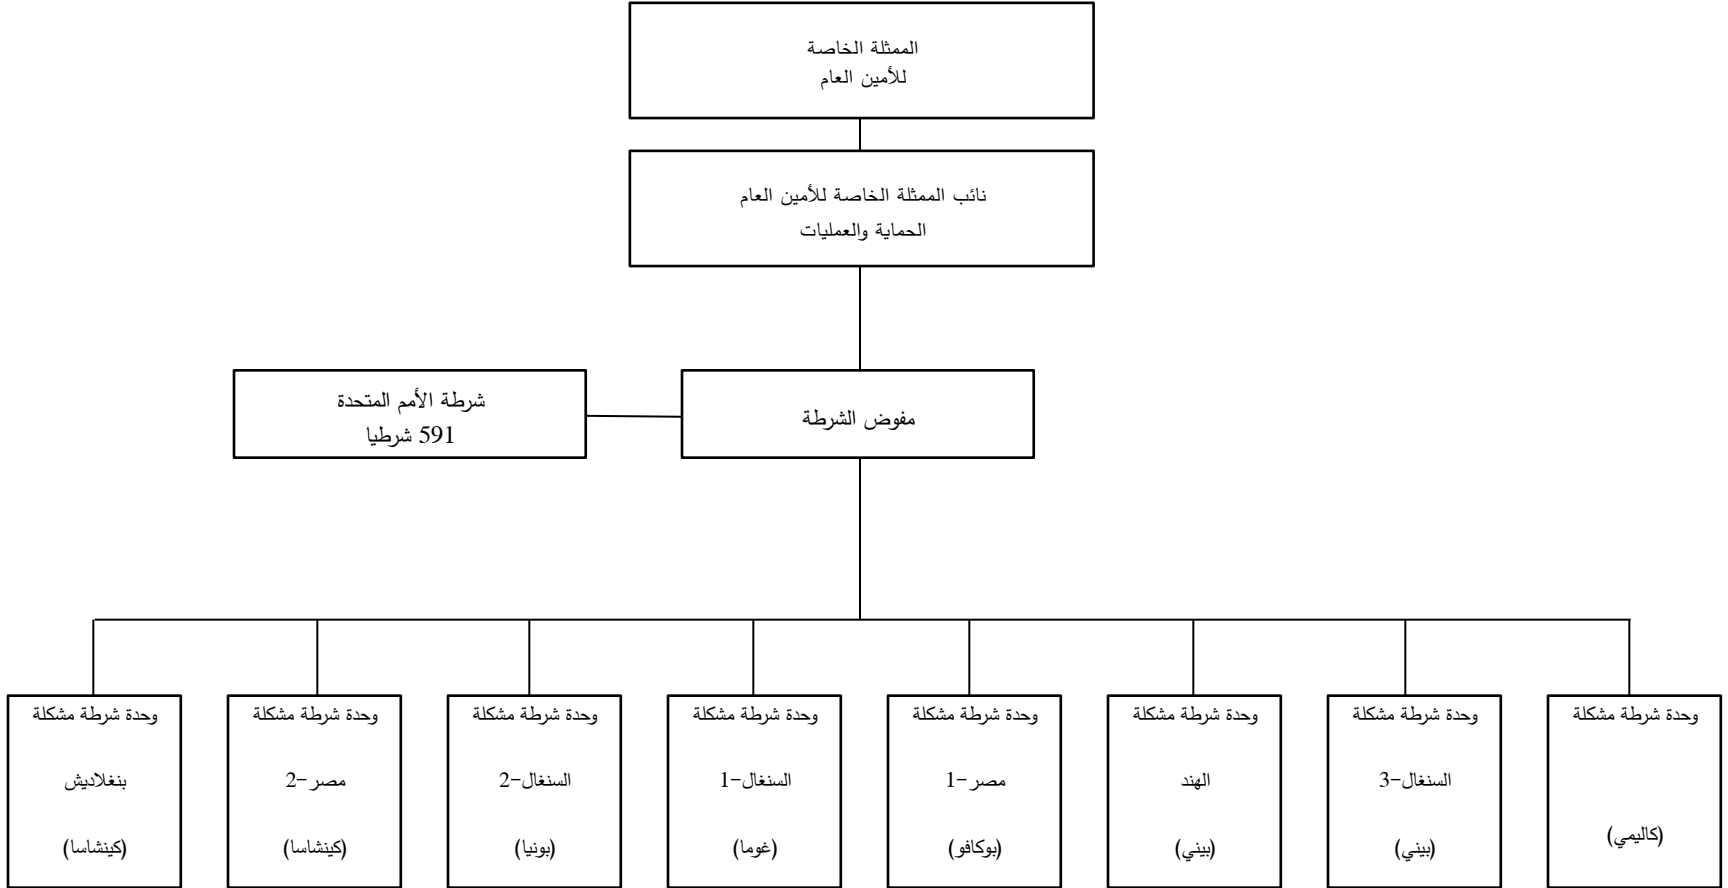 الممثلة الخاصة
للأمين العام
نائب الممثلة الخاصة للأمين العام
الحماية والعمليات
مفوض الشرطة
شرطة الأمم المتحدة
591 شرطيا
وحدة شرطة مشكلة
(كاليمي)
وحدة شرطة مشكلة
السنغال-3
(بيني)
وحدة شرطة مشكلة
الهند
(بيني)
وحدة شرطة مشكلة
مصر-1
(بوكافو)
وحدة شرطة مشكلة
السنغال-1
(غوما)
وحدة شرطة مشكلة
السنغال-2
(بونيا)
وحدة شرطة مشكلة
مصر-2
(كينشاسا)
وحدة شرطة مشكلة
بنغلاديش
(كينشاسا)